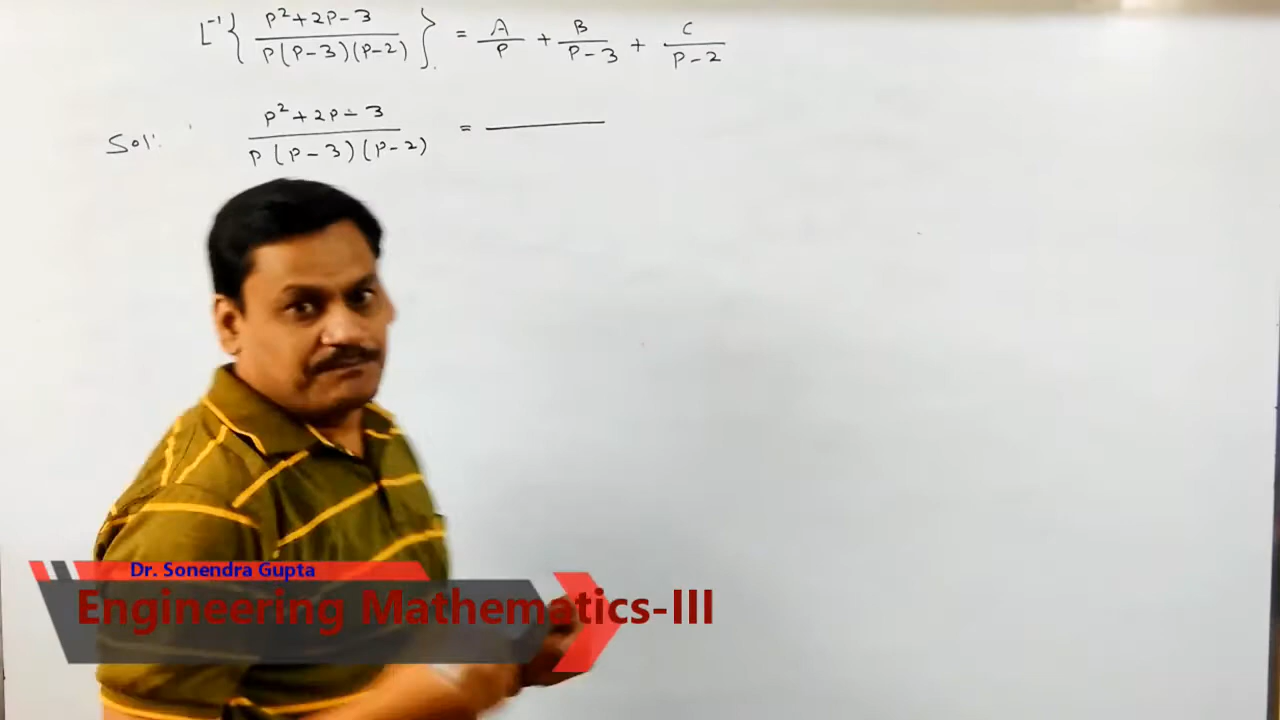 L⁻¹ { p²+2p-3 / p(p-3)(p-2) } = A/p + B/p-3 + C/p-2
Sol: p²+2p-3 / p(p-3)(p-2) = ———
Dr. Sonendra Gupta
Engineering Mathematics-III